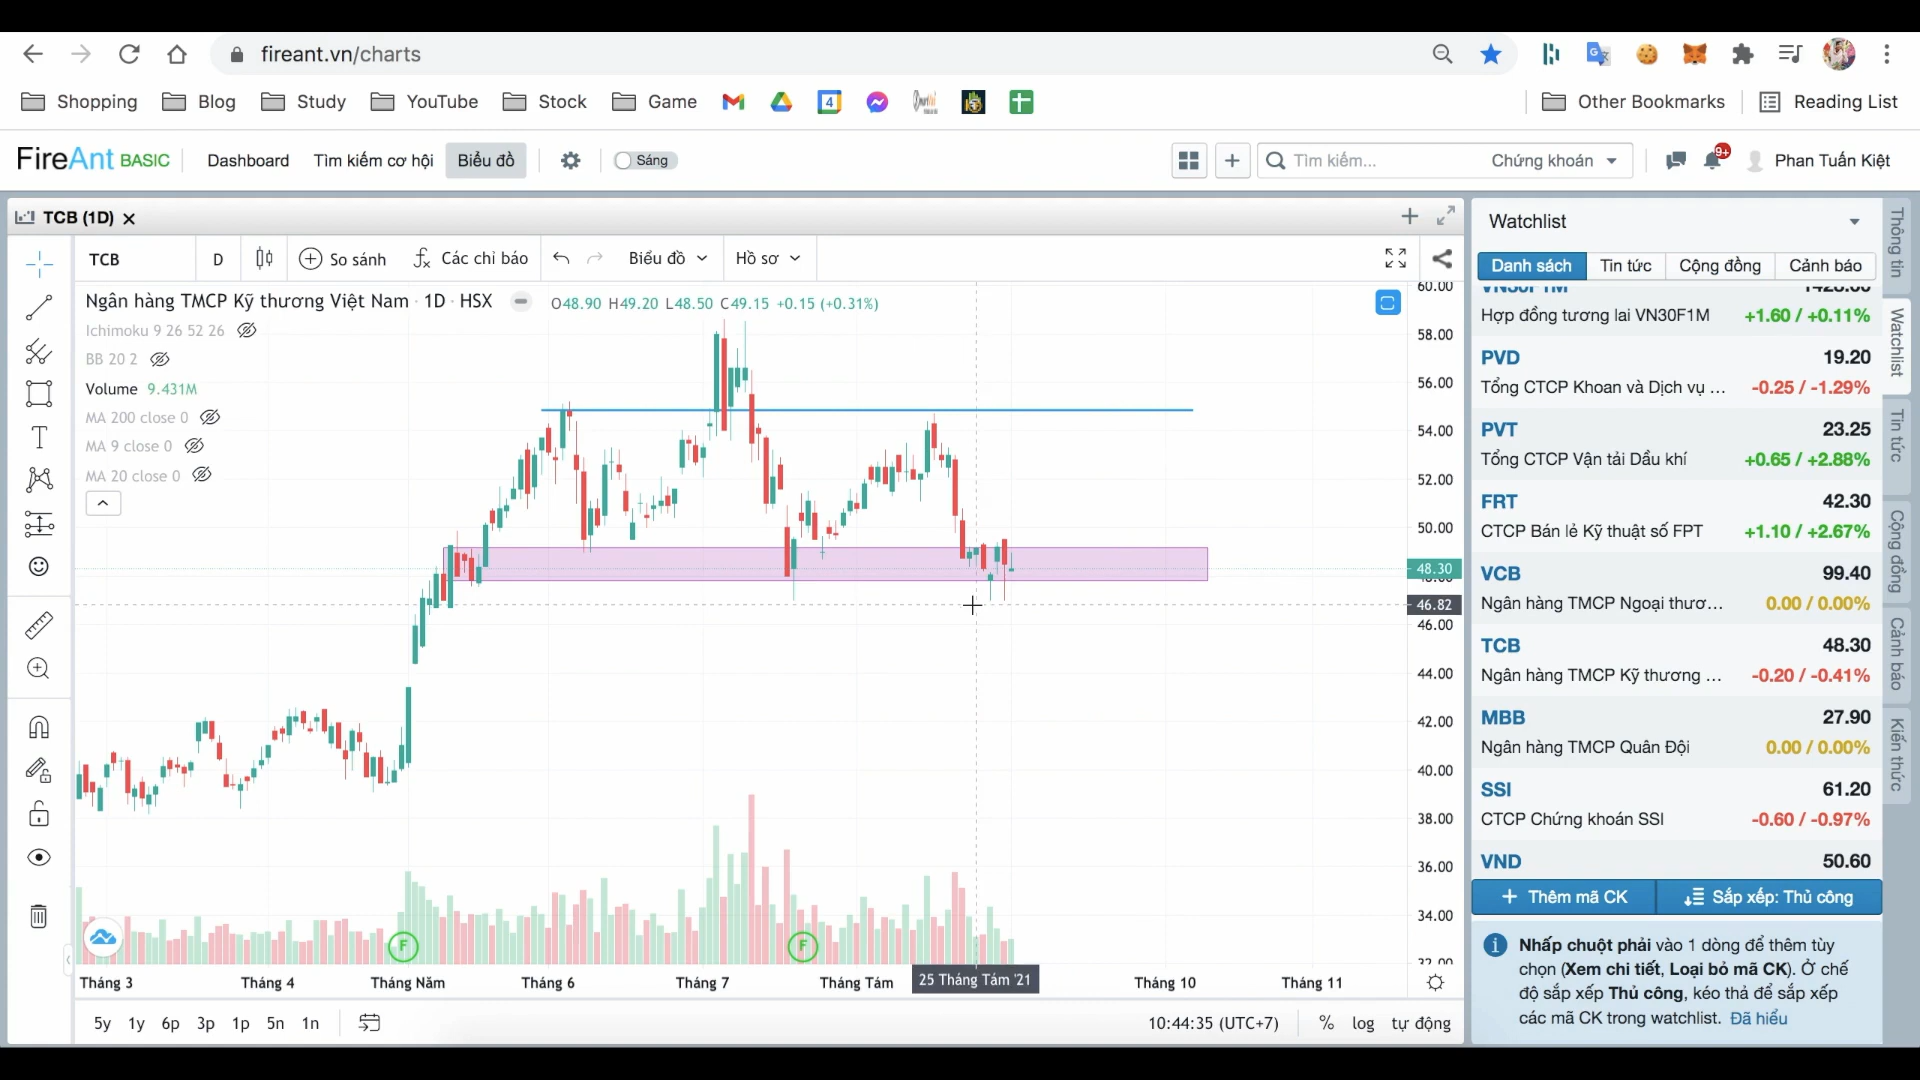 fireant.vn/charts
Shopping Blog Study YouTube Stock Game 4 Other Bookmarks Reading List
FireAnt BASIC Dashboard Tìm kiếm cơ hội Biểu đồ Sáng Tìm kiếm... Chứng khoán 9+ Phan Tuấn Kiệt
TCB (1D)
TCB D So sánh Các chỉ báo Biểu đồ Hồ sơ
Ngân hàng TMCP Kỹ thương Việt Nam · 1D · HSX O48.90 H49.20 L48.50 C49.15 +0.15 (+0.31%)
Ichimoku 9 26 52 26
BB 20 2
Volume 9.431M
MA 200 close 0
MA 9 close 0
MA 20 close 0
60.00
58.00
56.00
54.00
52.00
50.00
48.30
46.82
46.00
44.00
42.00
40.00
38.00
36.00
34.00
32.00
F F
Tháng 3 Tháng 4 Tháng Năm Tháng 6 Tháng 7 Tháng Tám 25 Tháng Tám '21 Tháng 10 Tháng 11
5y 1y 6p 3p 1p 5n 1n 10:44:35 (UTC+7) % log tự động
Watchlist
Danh sách Tin tức Cộng đồng Cảnh báo
VN30F1M 1428.60
Hợp đồng tương lai VN30F1M +1.60 / +0.11%
PVD 19.20
Tổng CTCP Khoan và Dịch vụ ... -0.25 / -1.29%
PVT 23.25
Tổng CTCP Vận tải Dầu khí +0.65 / +2.88%
FRT 42.30
CTCP Bán lẻ Kỹ thuật số FPT +1.10 / +2.67%
VCB 99.40
Ngân hàng TMCP Ngoại thươ... 0.00 / 0.00%
TCB 48.30
Ngân hàng TMCP Kỹ thương ... -0.20 / -0.41%
MBB 27.90
Ngân hàng TMCP Quân Đội 0.00 / 0.00%
SSI 61.20
CTCP Chứng khoán SSI -0.60 / -0.97%
VND 50.60
Thêm mã CK Sắp xếp: Thủ công
Nhấp chuột phải vào 1 dòng để thêm tùy
chọn (Xem chi tiết, Loại bỏ mã CK). Ở chế
độ sắp xếp Thủ công, kéo thả để sắp xếp
các mã CK trong watchlist. Đã hiểu
Thông tin
Watchlist
Tin tức
Cộng đồng
Cảnh báo
Kiến thức